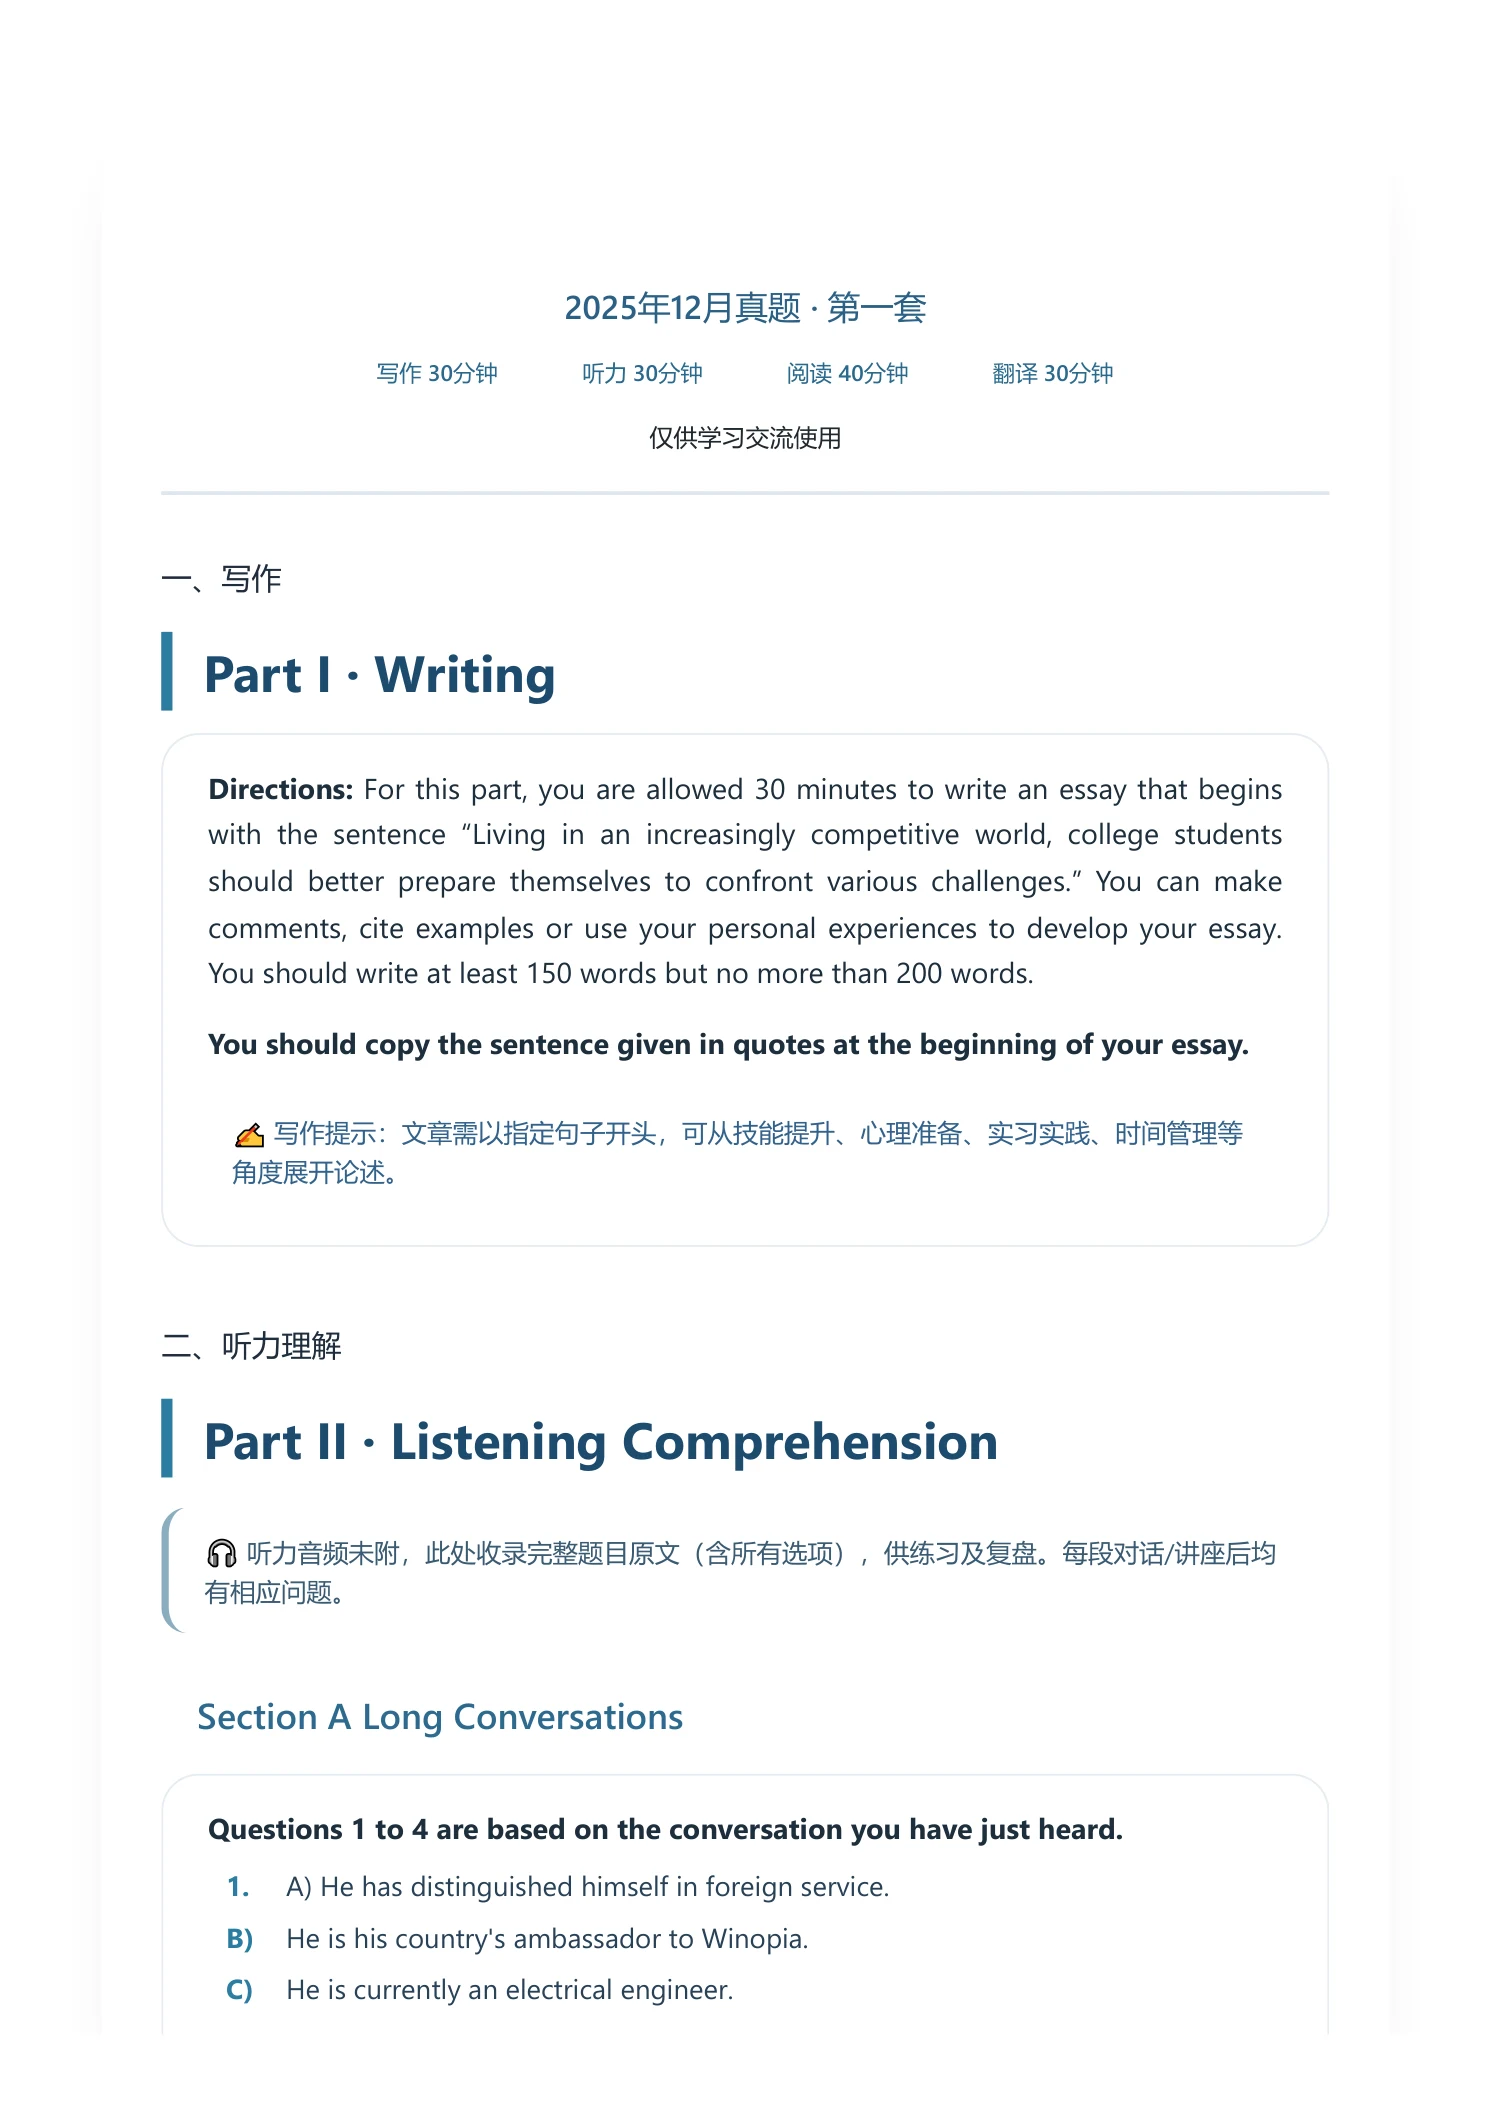 2025年12月真题 · 第一套
写作 30分钟 听力 30分钟 阅读 40分钟 翻译 30分钟
仅供学习交流使用
一、写作
Part I · Writing
Directions: For this part, you are allowed 30 minutes to write an essay that begins
with the sentence “Living in an increasingly competitive world, college students
should better prepare themselves to confront various challenges.” You can make
comments, cite examples or use your personal experiences to develop your essay.
You should write at least 150 words but no more than 200 words.
You should copy the sentence given in quotes at the beginning of your essay.
✍ 写作提示：文章需以指定句子开头，可从技能提升、心理准备、实习实践、时间管理等
角度展开论述。
二、听力理解
Part II · Listening Comprehension
🎧 听力音频未附，此处收录完整题目原文（含所有选项），供练习及复盘。每段对话/讲座后均
有相应问题。
Section A Long Conversations
Questions 1 to 4 are based on the conversation you have just heard.
1. A) He has distinguished himself in foreign service.
B) He is his country's ambassador to Winopia.
C) He is currently an electrical engineer.